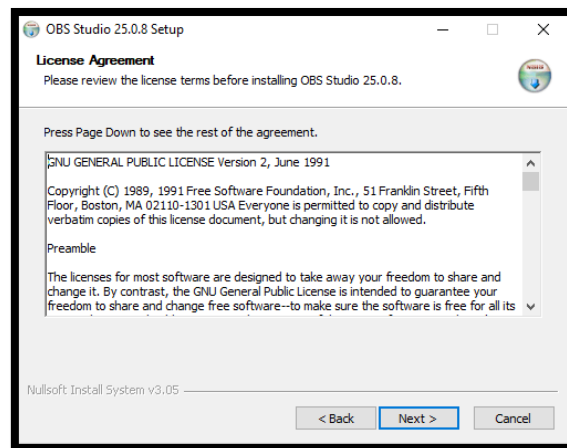 OBS Studio 25.0.8 Setup
License Agreement
Please review the license terms before installing OBS Studio 25.0.8.
Press Page Down to see the rest of the agreement.
GNU GENERAL PUBLIC LICENSE Version 2, June 1991
Copyright (C) 1989, 1991 Free Software Foundation, Inc., 51 Franklin Street, Fifth
Floor, Boston, MA 02110-1301 USA Everyone is permitted to copy and distribute
verbatim copies of this license document, but changing it is not allowed.
Preamble
The licenses for most software are designed to take away your freedom to share and
change it. By contrast, the GNU General Public License is intended to guarantee your
freedom to share and change free software--to make sure the software is free for all its
Nullsoft Install System v3.05
< Back
Next >
Cancel